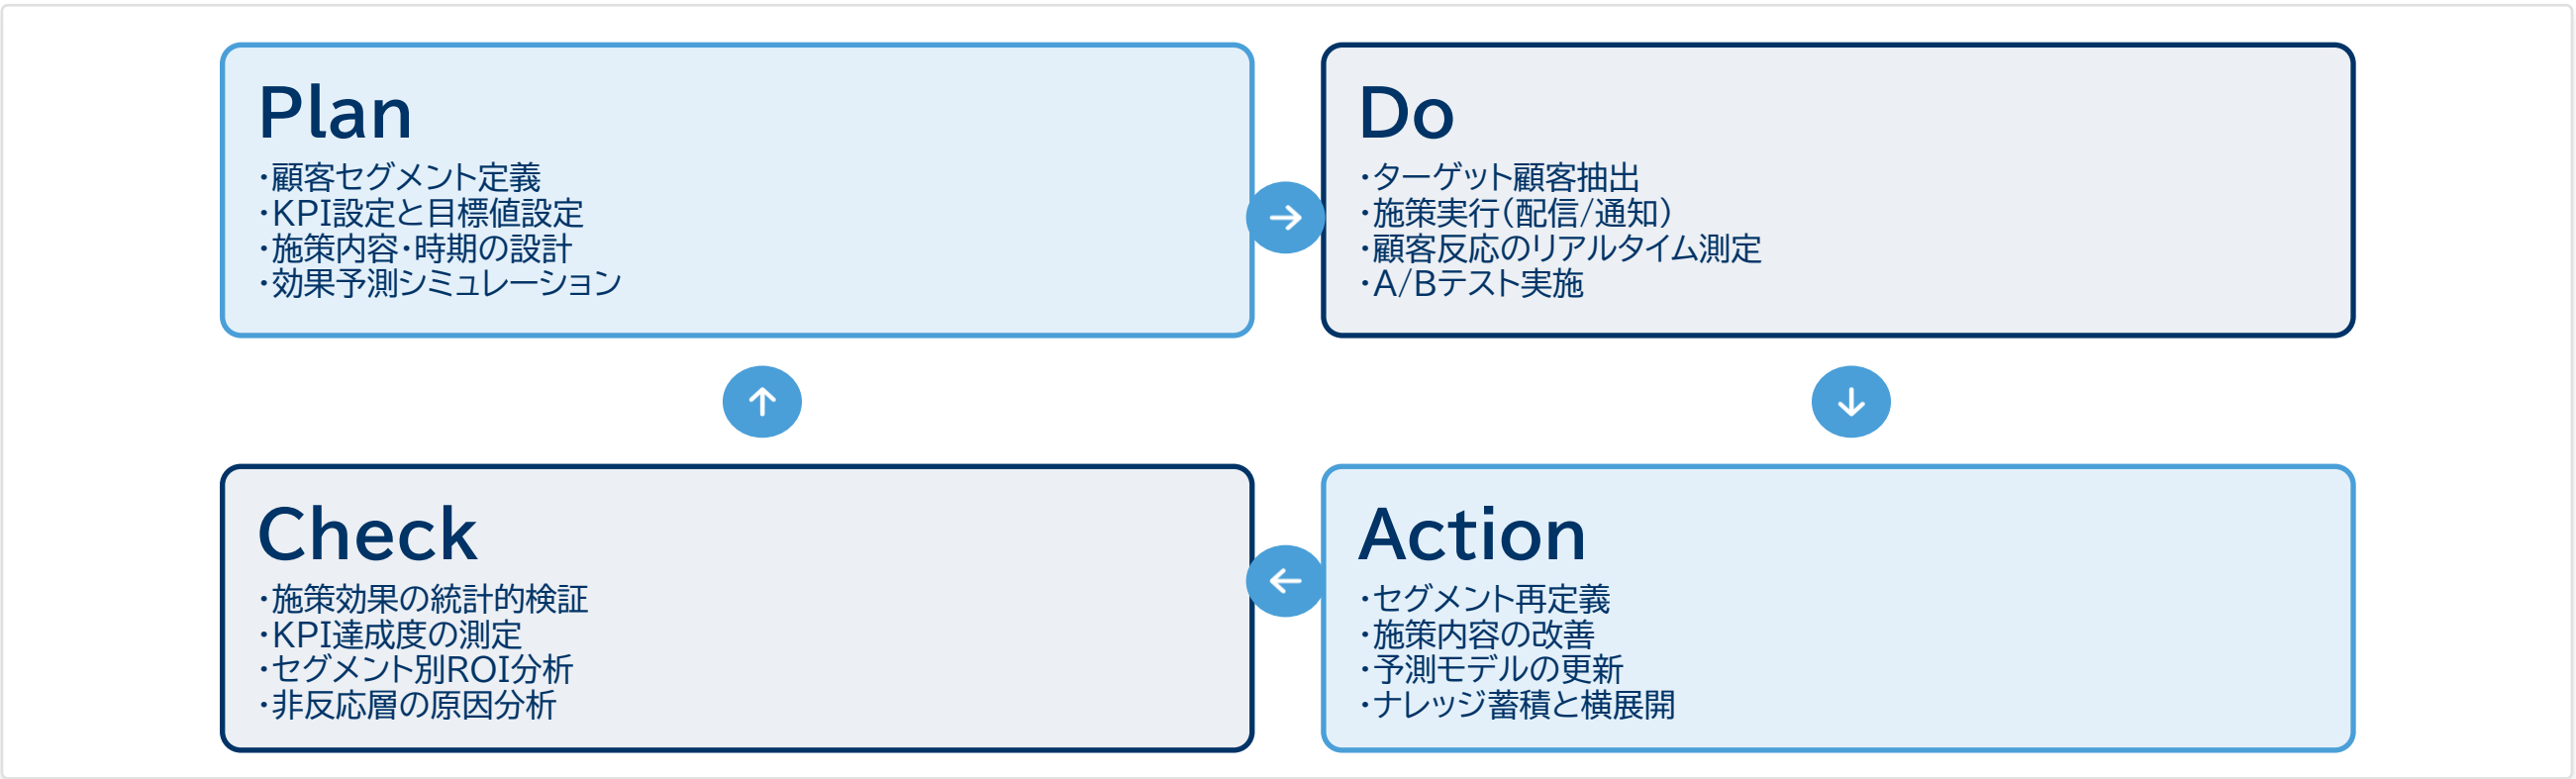 Plan
・顧客セグメント定義
・KPI設定と目標値設定
・施策内容・時期の設計
・効果予測シミュレーション
Do
・ターゲット顧客抽出
・施策実行（配信/通知）
・顧客反応のリアルタイム測定
・A/Bテスト実施
Check
・施策効果の統計的検証
・KPI達成度の測定
・セグメント別ROI分析
・非反応層の原因分析
Action
・セグメント再定義
・施策内容の改善
・予測モデルの更新
・ナレッジ蓄積と横展開